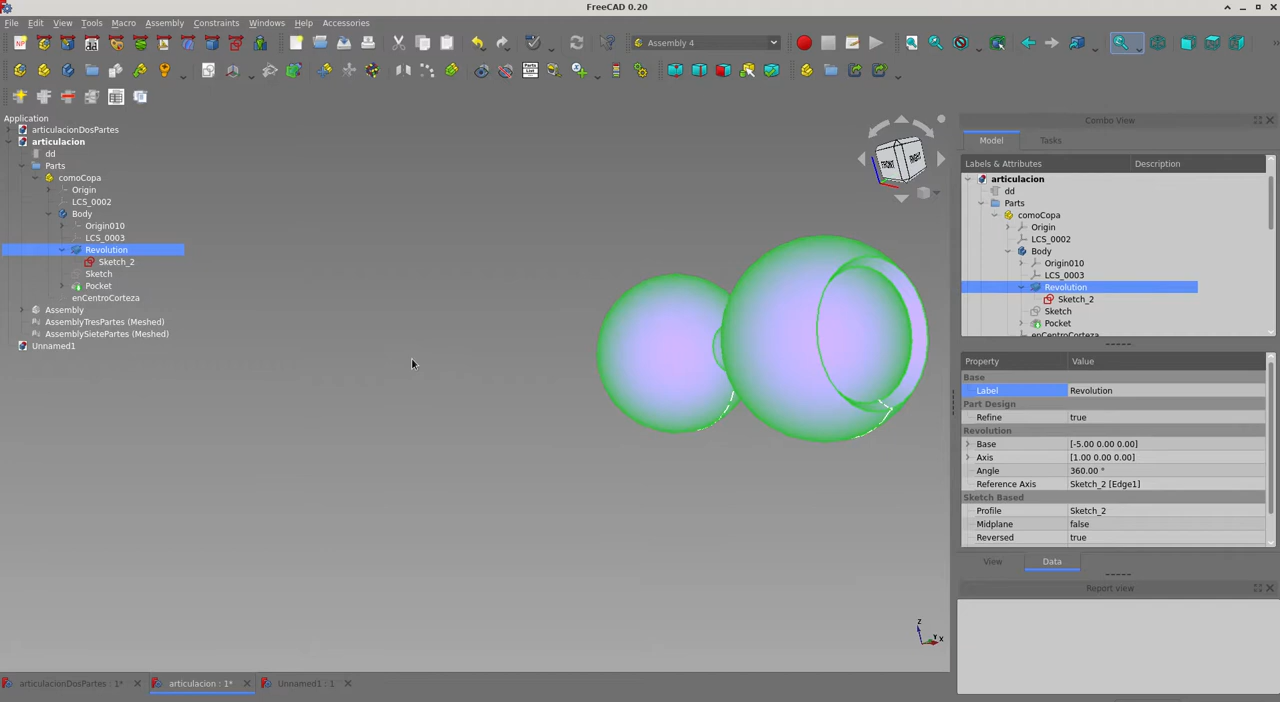 FreeCAD 0.20
File Edit View Tools Macro Assembly Constraints Windows Help Accessories
Assembly 4
Application
articulacionDosPartes
articulacion
dd
Parts
comoCopa
Origin
LCS_0002
Body
Origin010
LCS_0003
Revolution
Sketch_2
Sketch
Pocket
enCentroCorteza
Assembly
AssemblyTresPartes (Meshed)
AssemblySietePartes (Meshed)
Unnamed1
FRONT RIGHT
Z
Y
X
Combo View
Model Tasks
Labels & Attributes Description
articulacion
dd
Parts
comoCopa
Origin
LCS_0002
Body
Origin010
LCS_0003
Revolution
Sketch_2
Sketch
Pocket
enCentroCorteza
Property Value
Base
Label Revolution
Part Design
Refine true
Revolution
Base [-5.00 0.00 0.00]
Axis [1.00 0.00 0.00]
Angle 360.00 °
Reference Axis Sketch_2 [Edge1]
Sketch Based
Profile Sketch_2
Midplane false
Reversed true
View Data
Report view
articulacionDosPartes : 1* articulacion : 1* Unnamed1 : 1